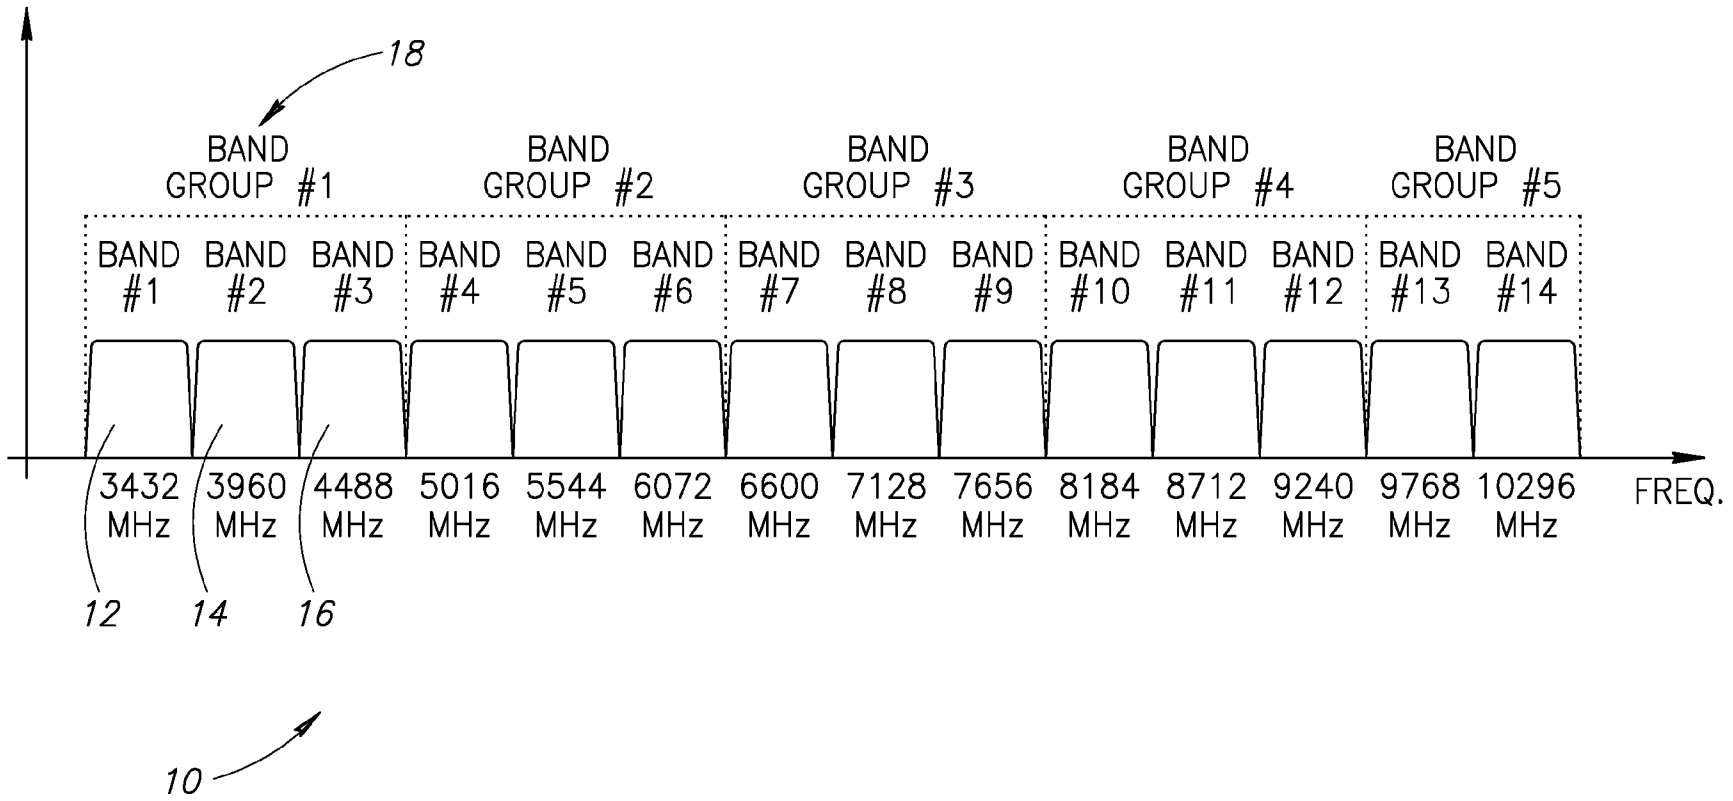 18
BAND GROUP #1
BAND GROUP #2
BAND GROUP #3
BAND GROUP #4
BAND GROUP #5
BAND #1
BAND #2
BAND #3
BAND #4
BAND #5
BAND #6
BAND #7
BAND #8
BAND #9
BAND #10
BAND #11
BAND #12
BAND #13
BAND #14
3432 MHz
3960 MHz
4488 MHz
5016 MHz
5544 MHz
6072 MHz
6600 MHz
7128 MHz
7656 MHz
8184 MHz
8712 MHz
9240 MHz
9768 MHz
10296 MHz
FREQ.
12
14
16
10